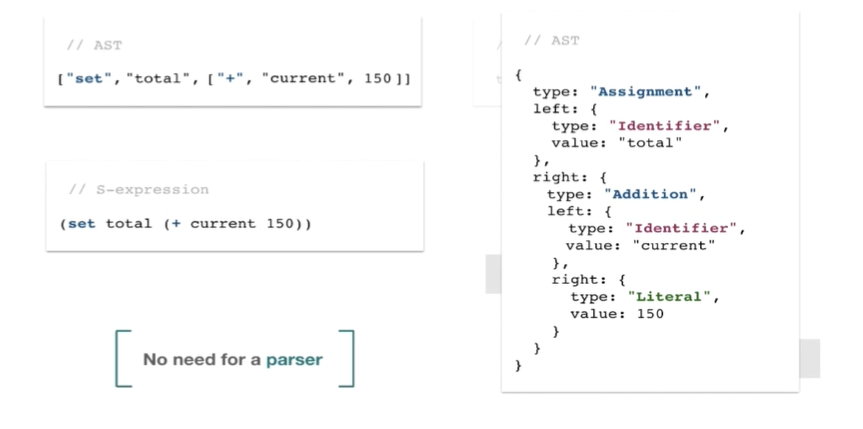 // AST
["set", "total", ["+", "current", 150]]
// S-expression
(set total (+ current 150))
No need for a parser
// AST
{
type: "Assignment",
left: {
type: "Identifier",
value: "total"
},
right: {
type: "Addition",
left: {
type: "Identifier",
value: "current"
},
right: {
type: "Literal",
value: 150
}
}
}